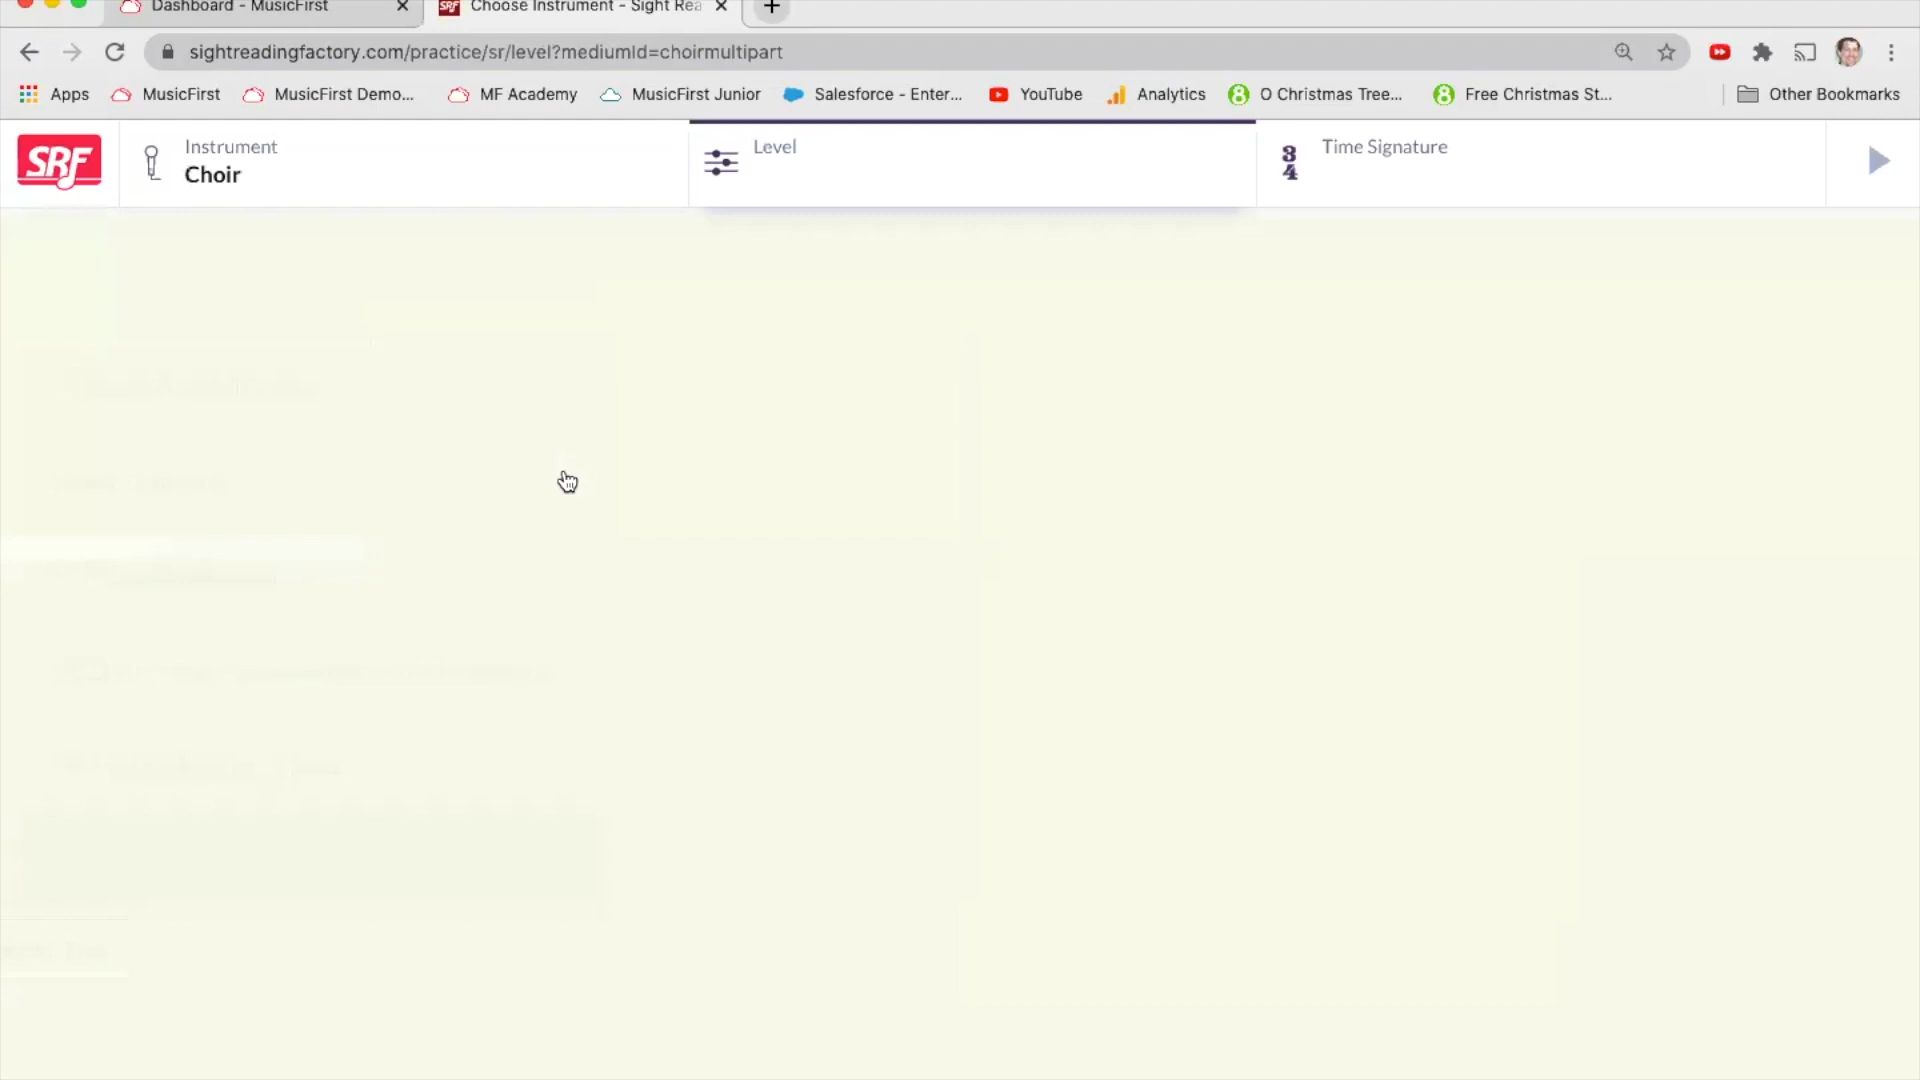 Dashboard - MusicFirst
SRF Choose Instrument - Sight Rea
sightreadingfactory.com/practice/sr/level?mediumId=choirmultipart
Apps MusicFirst MusicFirst Demo... MF Academy MusicFirst Junior Salesforce - Enter... YouTube Analytics O Christmas Tree... Free Christmas St... Other Bookmarks
SRF
Instrument
Choir
Level
3
4
Time Signature